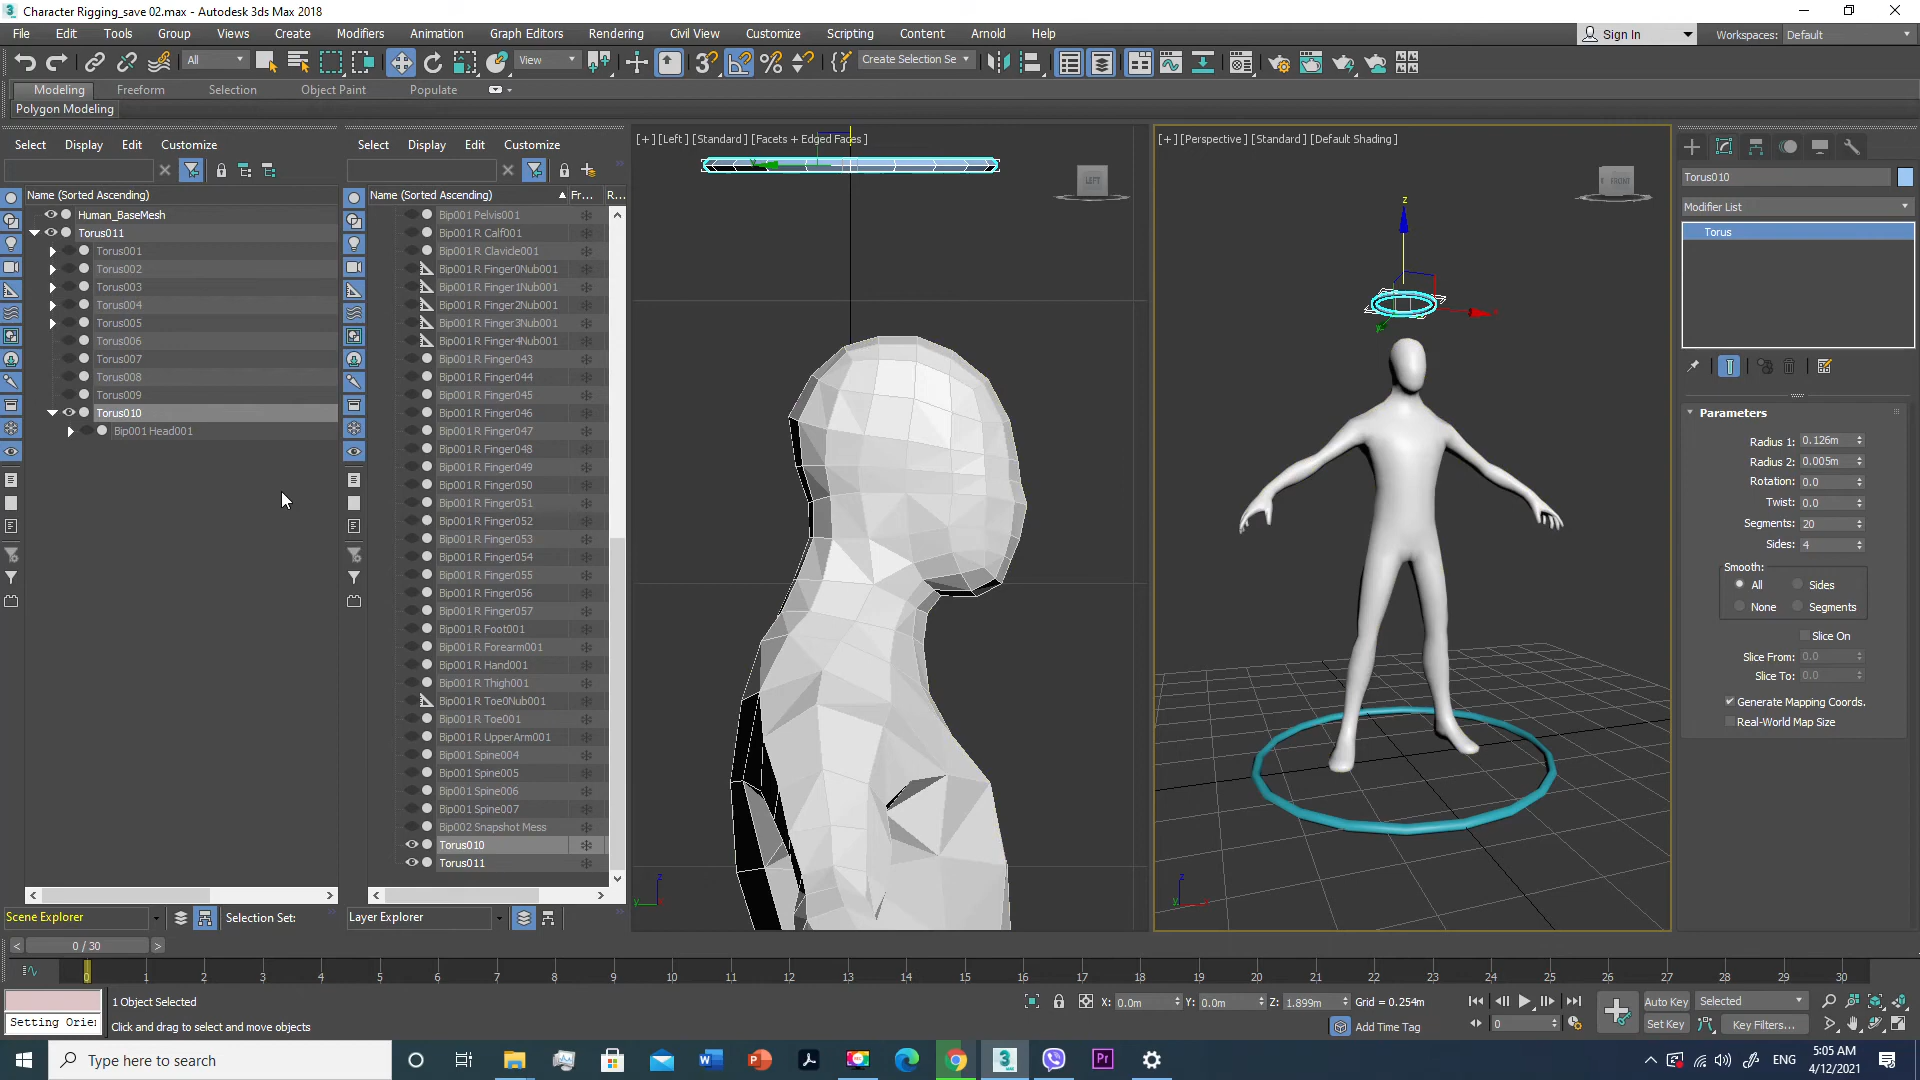 Character Rigging_save 02.max - Autodesk 3ds Max 2018
File Edit Tools Group Views Create Modifiers Animation Graph Editors Rendering Civil View Customize Scripting Content Arnold Help
Sign In
Workspaces: Default
All
View
Create Selection Se
Modeling Freeform Selection Object Paint Populate
Polygon Modeling
Select Display Edit Customize
Name (Sorted Ascending)
Human_BaseMesh
Torus011
Torus001
Torus002
Torus003
Torus004
Torus005
Torus006
Torus007
Torus008
Torus009
Torus010
Bip001 Head001
Scene Explorer
Selection Set:
Select Display Edit Customize
Name (Sorted Ascending) Fr... R...
Bip001 Pelvis001
Bip001 R Calf001
Bip001 R Clavicle001
Bip001 R Finger0Nub001
Bip001 R Finger1Nub001
Bip001 R Finger2Nub001
Bip001 R Finger3Nub001
Bip001 R Finger4Nub001
Bip001 R Finger043
Bip001 R Finger044
Bip001 R Finger045
Bip001 R Finger046
Bip001 R Finger047
Bip001 R Finger048
Bip001 R Finger049
Bip001 R Finger050
Bip001 R Finger051
Bip001 R Finger052
Bip001 R Finger053
Bip001 R Finger054
Bip001 R Finger055
Bip001 R Finger056
Bip001 R Finger057
Bip001 R Foot001
Bip001 R Forearm001
Bip001 R Hand001
Bip001 R Thigh001
Bip001 R Toe0Nub001
Bip001 R Toe001
Bip001 R UpperArm001
Bip001 Spine004
Bip001 Spine005
Bip001 Spine006
Bip001 Spine007
Bip002 Snapshot Mess
Torus010
Torus011
Layer Explorer
[+] [Left] [Standard] [Facets + Edged Faces]
LEFT
z
y
[+] [Perspective] [Standard] [Default Shading]
FRONT
z
x
y
z
y
Torus010
Modifier List
Torus
Parameters
Radius 1: 0.126m
Radius 2: 0.005m
Rotation: 0.0
Twist: 0.0
Segments: 20
Sides: 4
Smooth:
All Sides
None Segments
Slice On
Slice From: 0.0
Slice To: 0.0
Generate Mapping Coords.
Real-World Map Size
< 0 / 30 >
0 1 2 3 4 5 6 7 8 9 10 11 12 13 14 15 16 17 18 19 20 21 22 23 24 25 26 27 28 29 30
1 Object Selected
Setting Orien
Click and drag to select and move objects
X: 0.0m Y: 0.0m Z: 1.899m Grid = 0.254m
Add Time Tag
0
Auto Key Selected
Set Key Key Filters...
Type here to search
ENG
5:05 AM
4/12/2021